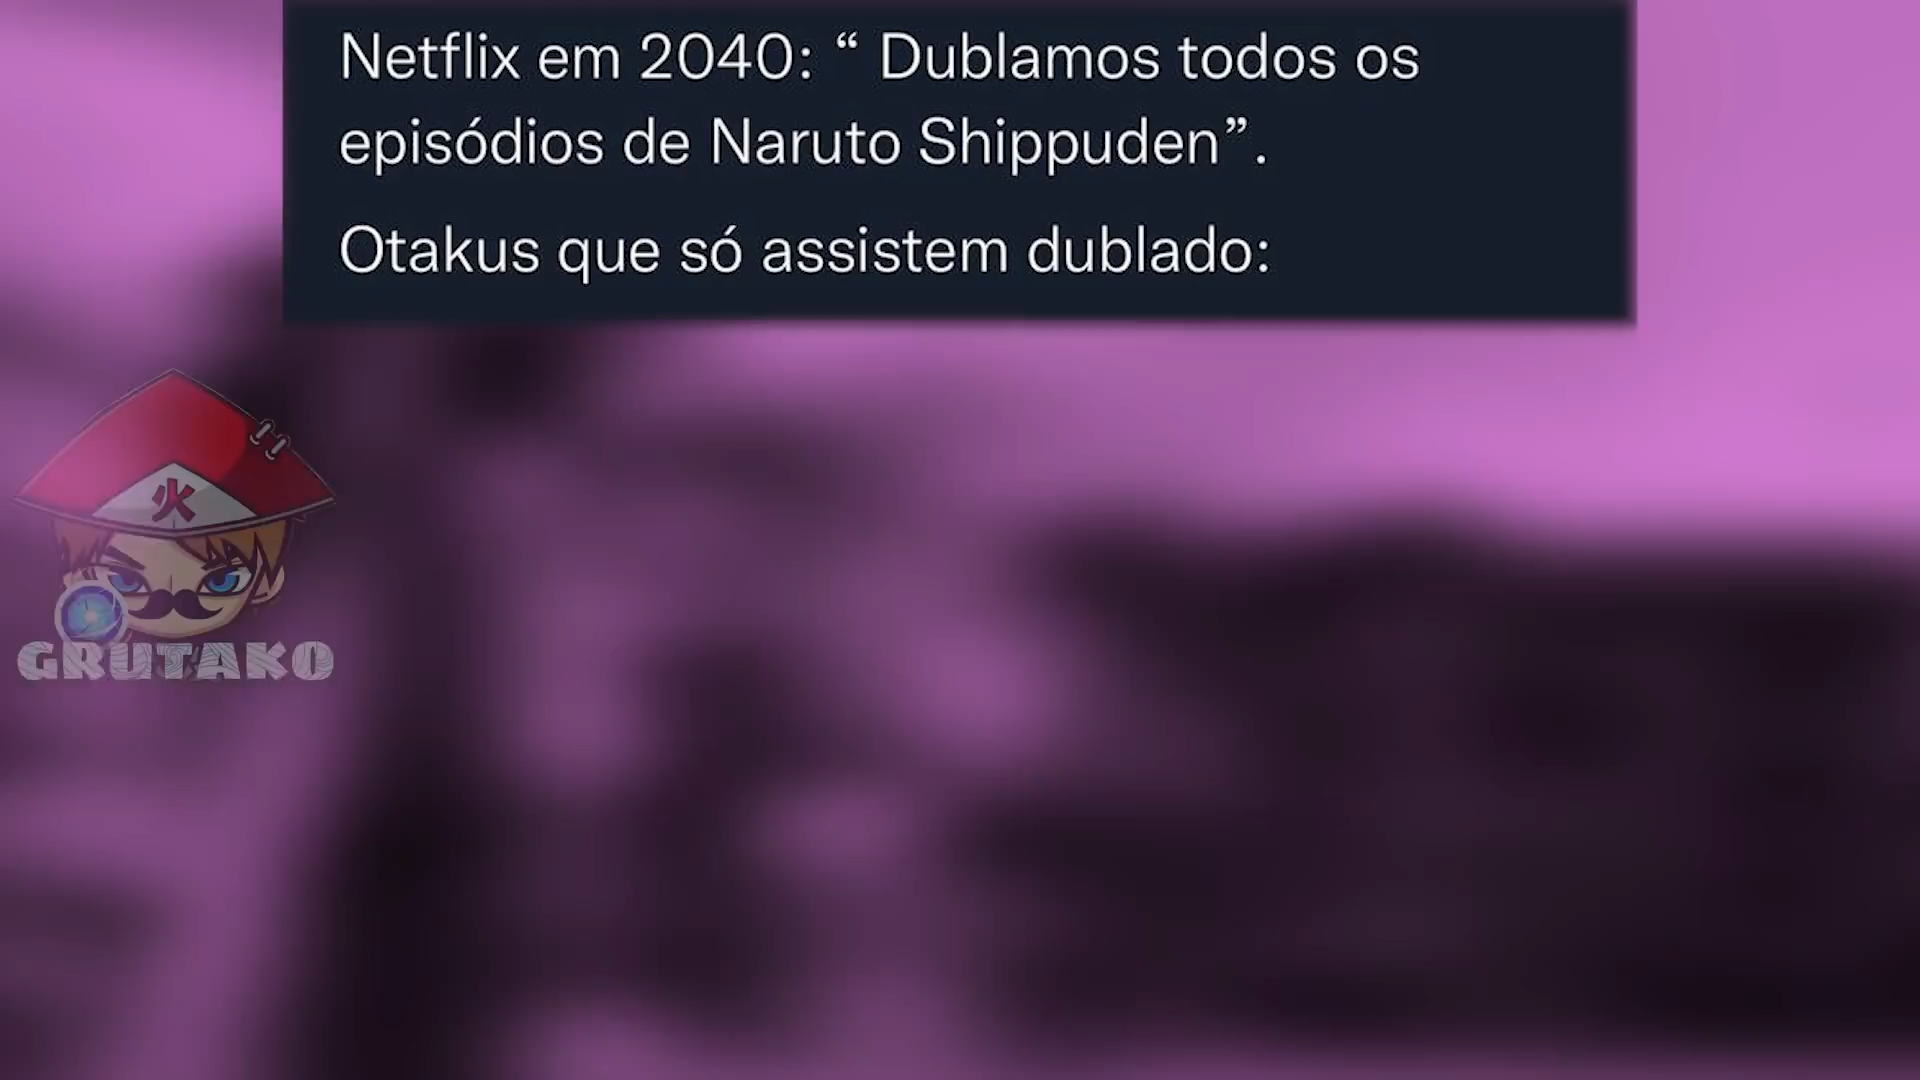 Netflix em 2040: “ Dublamos todos os
episódios de Naruto Shippuden”.
Otakus que só assistem dublado:
火
GRUTAKO